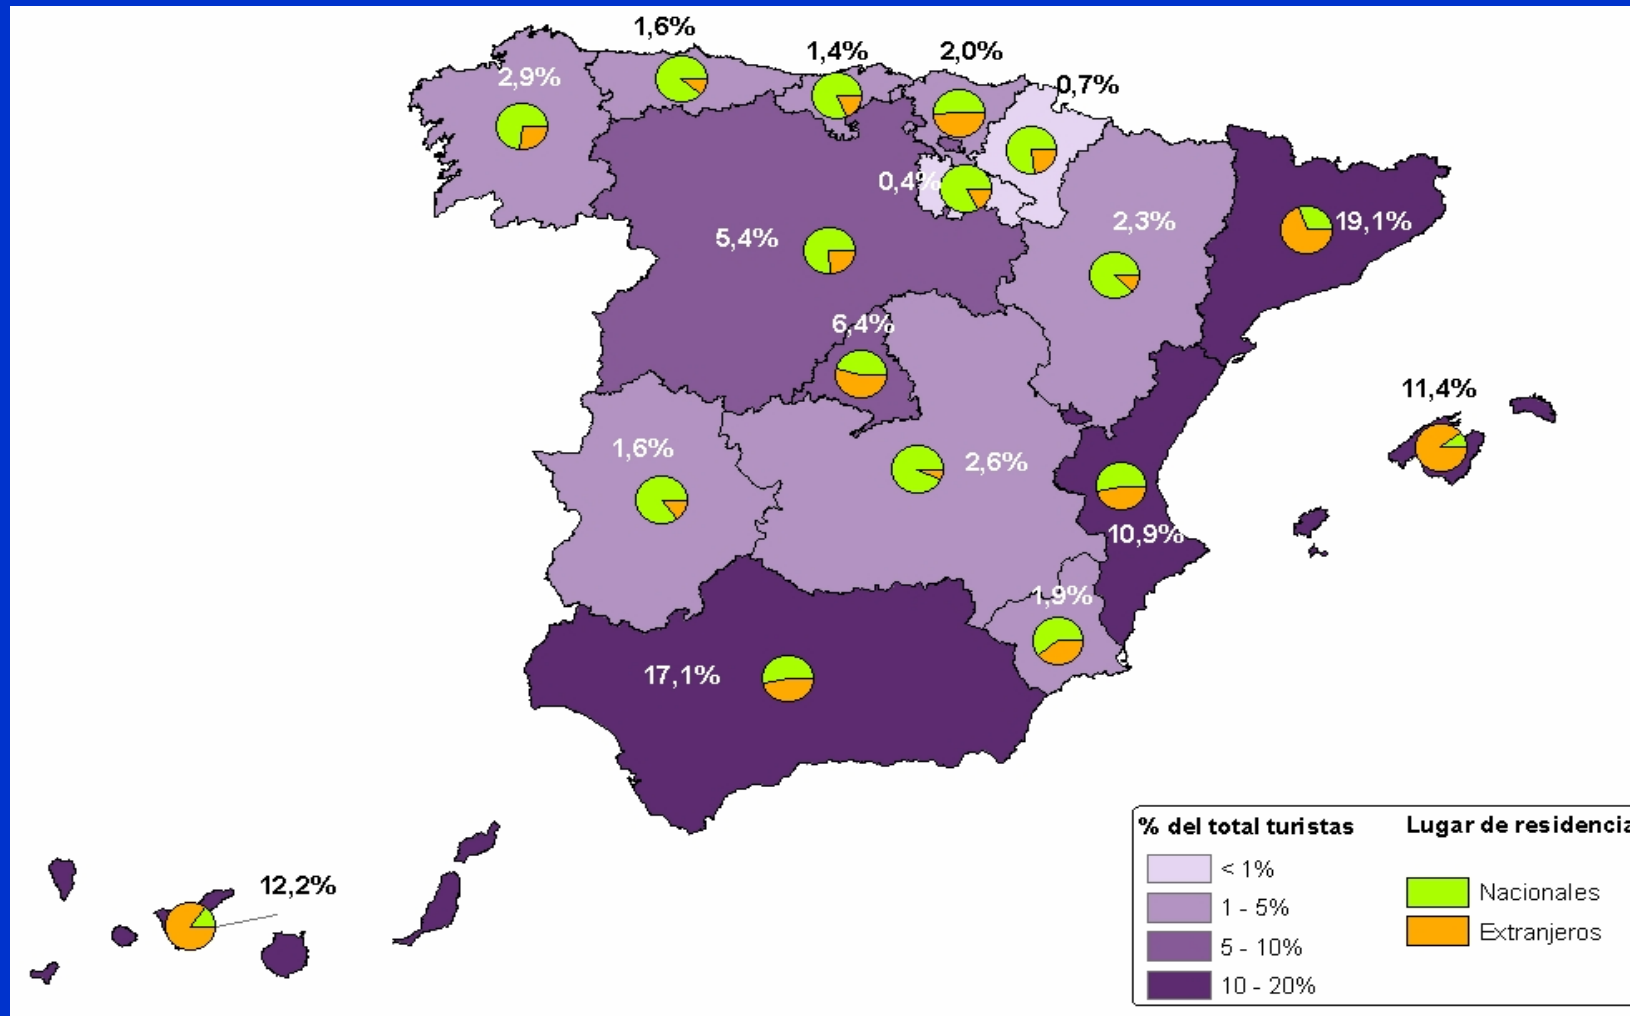 1,6%
1,4%
2,0%
2,9%
0,7%
0,4%
2,3%
19,1%
5,4%
6,4%
11,4%
1,6%
2,6%
10,9%
1,9%
17,1%
12,2%
% del total turistas
< 1%
1 - 5%
5 - 10%
10 - 20%
Lugar de residencia
Nacionales
Extranjeros